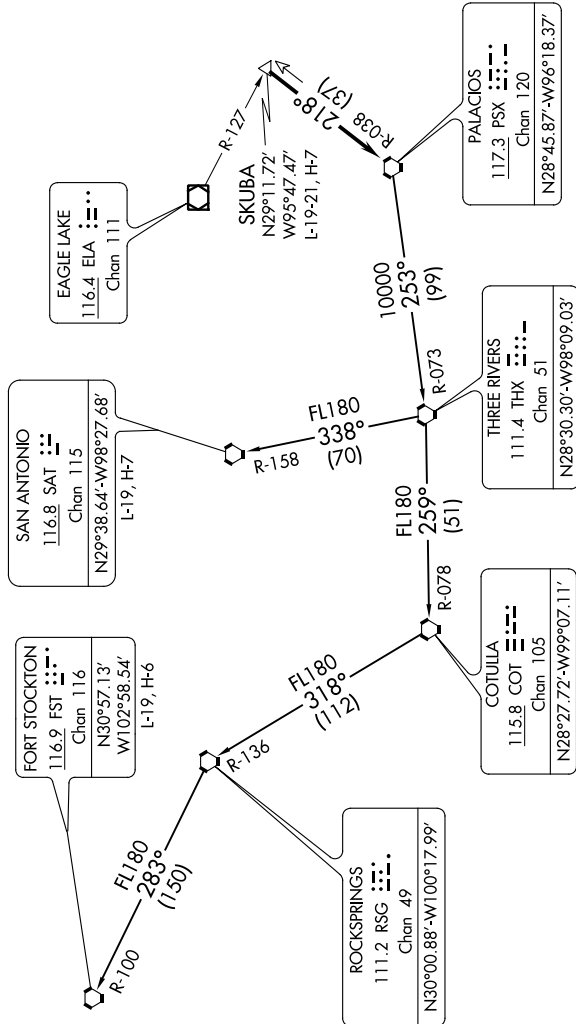 FORT STOCKTON
116.9 FST
Chan 116
N30°57.13'
W102°58.54'
L-19, H-6
SAN ANTONIO
116.8 SAT
Chan 115
N29°38.64'-W98°27.68'
L-19, H-7
EAGLE LAKE
116.4 ELA
Chan 111
R-127
SKUBA
N29°11.72'
W95°47.47'
L-19-21, H-7
218°
(37)
R-038
PALACIOS
117.3 PSX
Chan 120
N28°45.87'-W96°18.37'
10000
253°
(99)
R-073
THREE RIVERS
111.4 THX
Chan 51
N28°30.30'-W98°09.03'
FL180
338°
(70)
R-158
FL180
259°
(51)
R-078
COTULLA
115.8 COT
Chan 105
N28°27.72'-W99°07.11'
FL180
318°
(112)
R-136
ROCKSPRINGS
111.2 RSG
Chan 49
N30°00.88'-W100°17.99'
FL180
283°
(150)
R-100